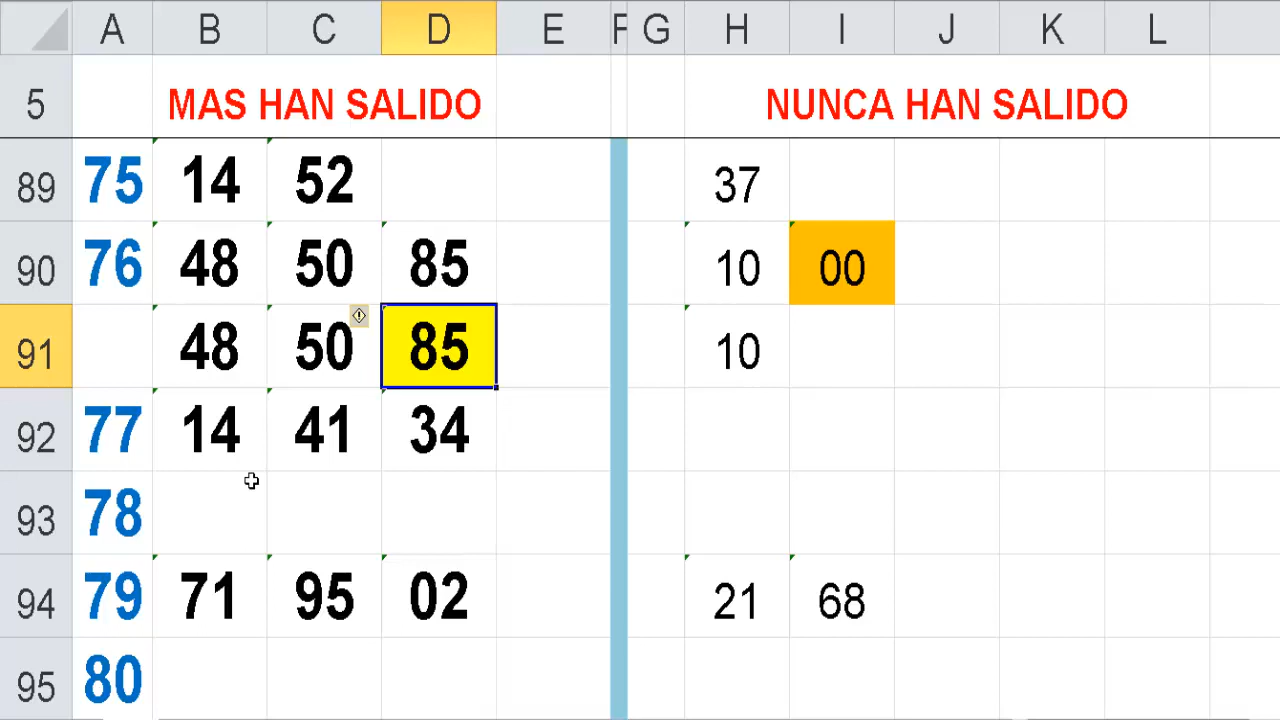 A B C D E F G H I J K L
5 MAS HAN SALIDO NUNCA HAN SALIDO
89 75 14 52 37
90 76 48 50 85 10 00
91 48 50 85 10
92 77 14 41 34
93 78
94 79 71 95 02 21 68
95 80